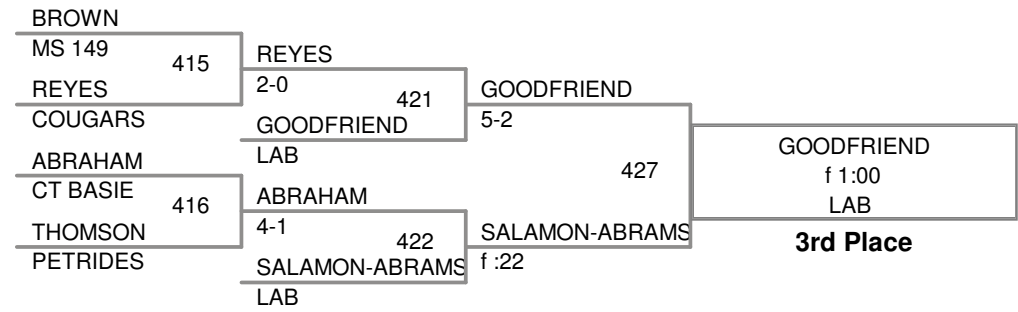 BROWN
MS 149
415
REYES
COUGARS
ABRAHAM
CT BASIE
416
THOMSON
PETRIDES
REYES
2-0
421
GOODFRIEND
LAB
ABRAHAM
4-1
422
SALAMON-ABRAMS
LAB
GOODFRIEND
5-2
427
SALAMON-ABRAMS
f :22
GOODFRIEND
f 1:00
LAB
3rd Place